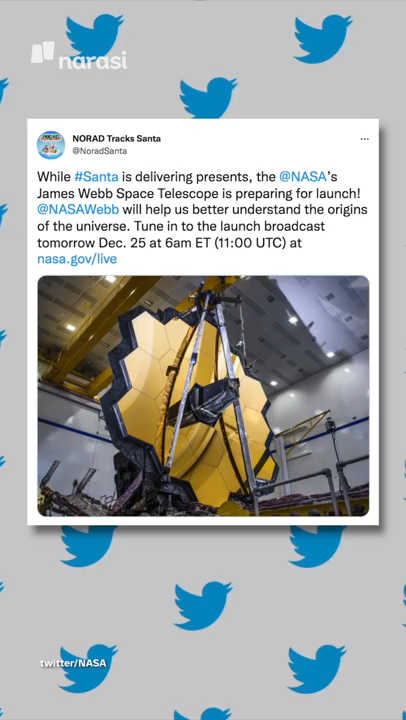 narasi
NORAD Tracks Santa
@NoradSanta
While #Santa is delivering presents, the @NASA's
James Webb Space Telescope is preparing for launch!
@NASAWebb will help us better understand the origins
of the universe. Tune in to the launch broadcast
tomorrow Dec. 25 at 6am ET (11:00 UTC) at
nasa.gov/live
twitter/NASA